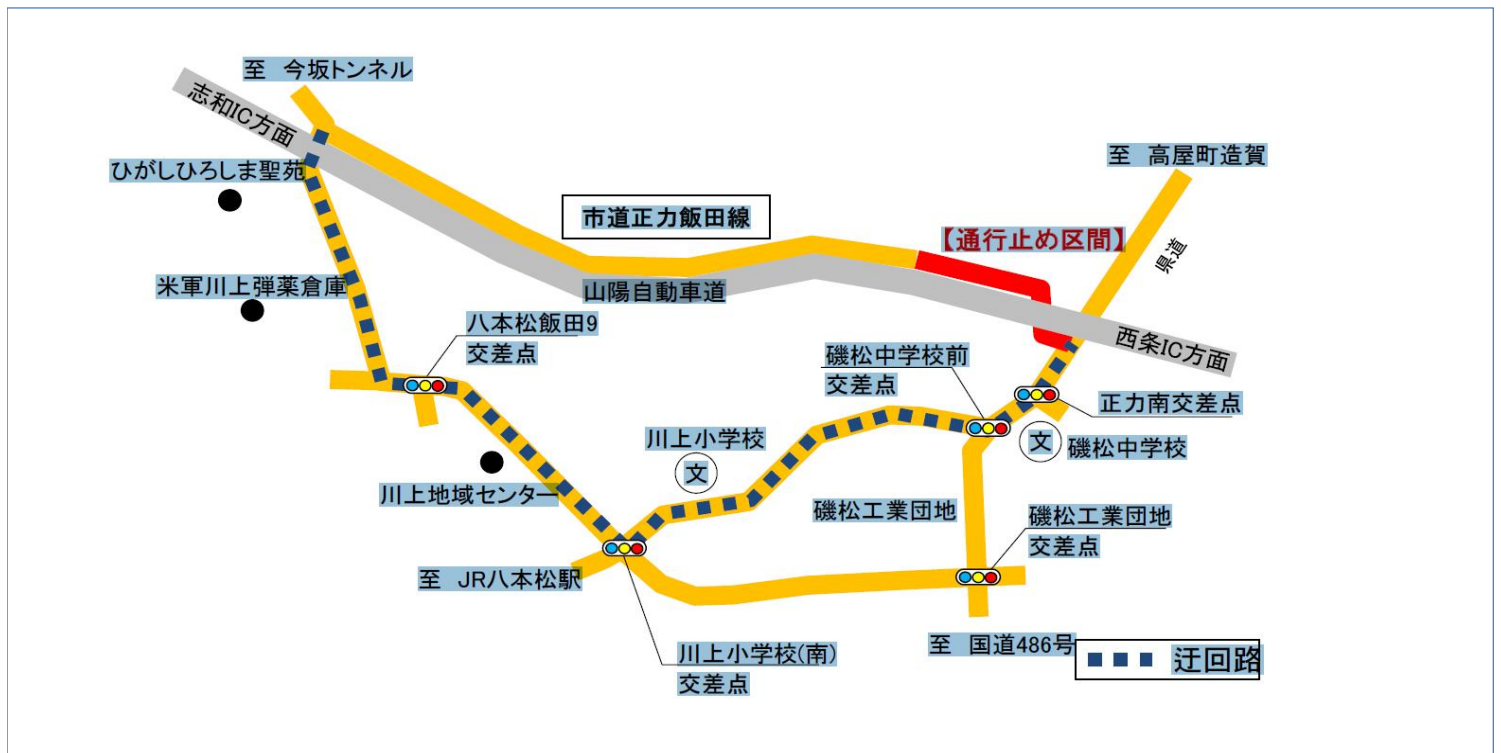 至 今坂トンネル
志和IC方面
至 高屋町造賀
ひがしひろしま聖苑
市道正力飯田線
【通行止め区間】
県道
米軍川上弾薬倉庫
山陽自動車道
八本松飯田9
交差点
西条IC方面
磯松中学校前
交差点
正力南交差点
川上小学校
文
文
磯松中学校
川上地域センター
磯松工業団地
磯松工業団地
交差点
至 JR八本松駅
川上小学校(南)
交差点
至 国道486号
迂回路